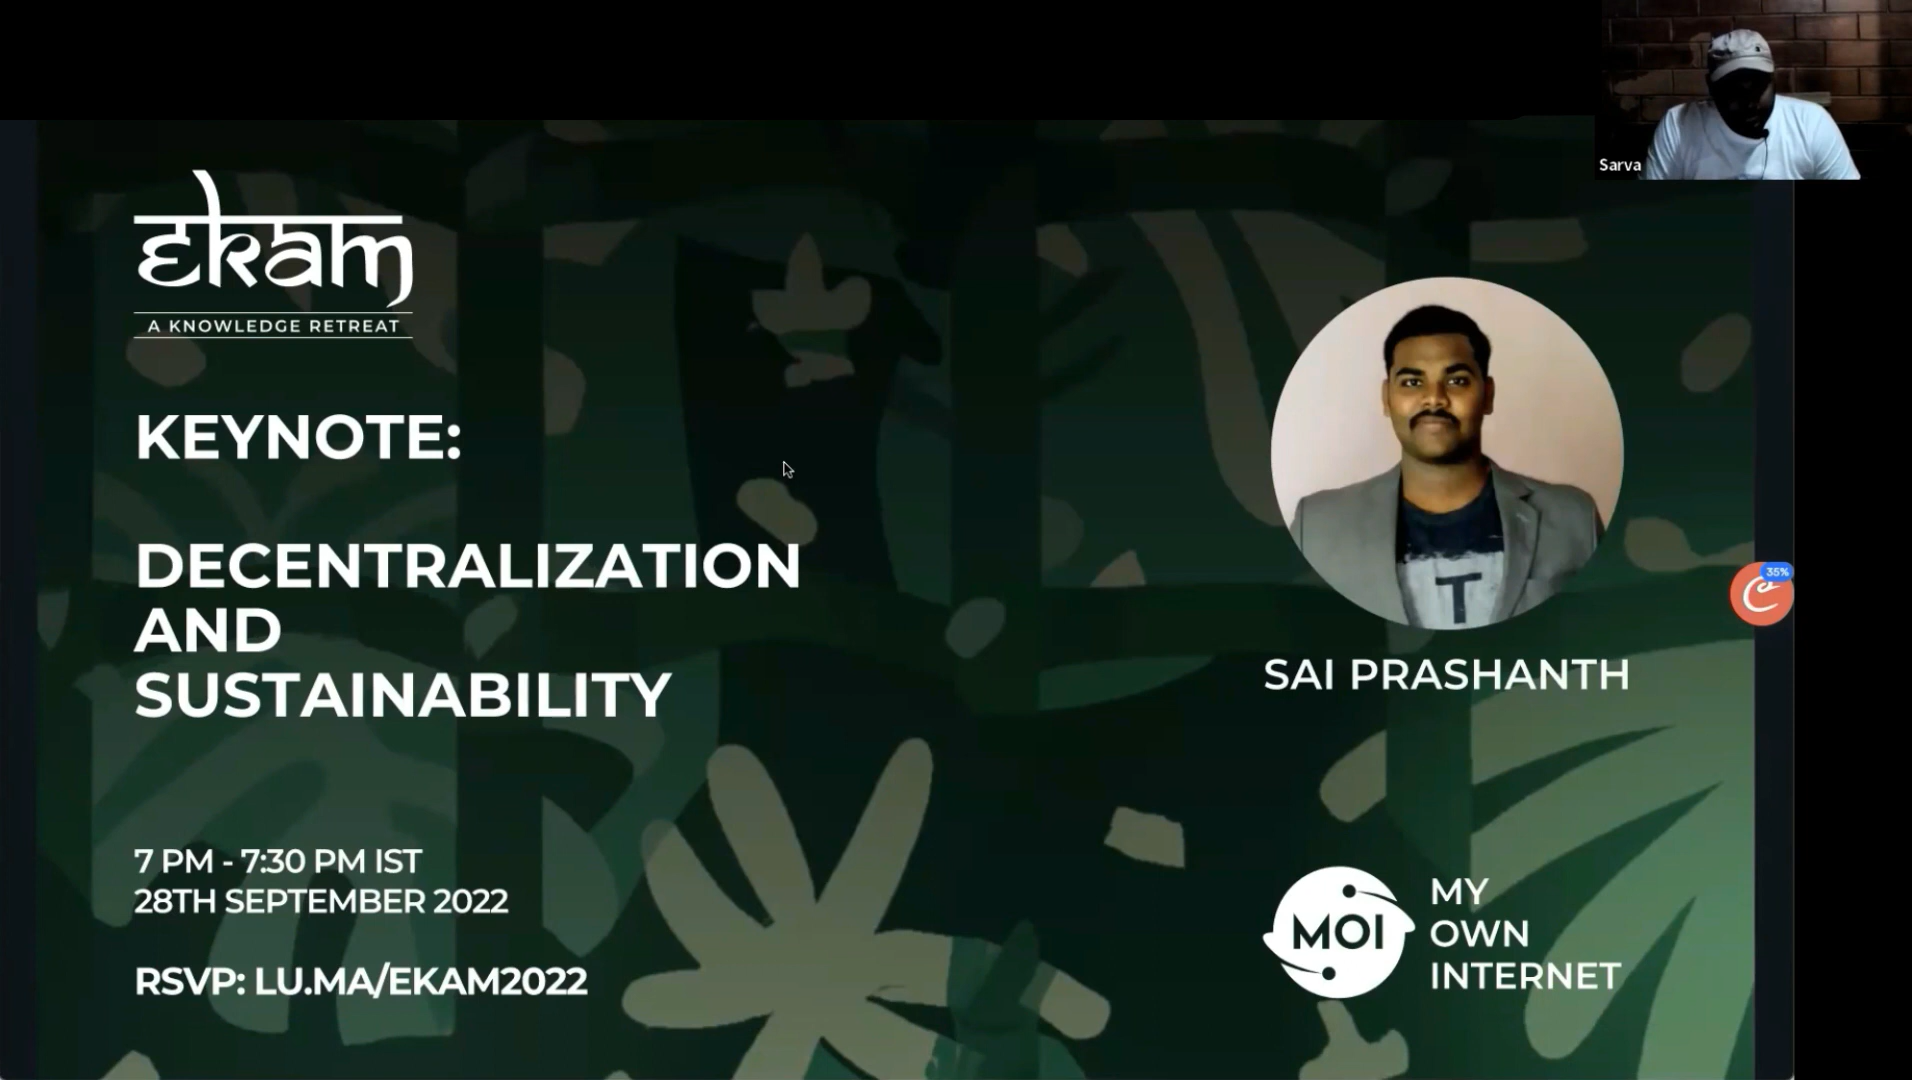 Sarva
ekam
A KNOWLEDGE RETREAT
KEYNOTE:
DECENTRALIZATION
AND
SUSTAINABILITY
7 PM - 7:30 PM IST
28TH SEPTEMBER 2022
RSVP: LU.MA/EKAM2022
T
SAI PRASHANTH
35%
MOI
MY
OWN
INTERNET